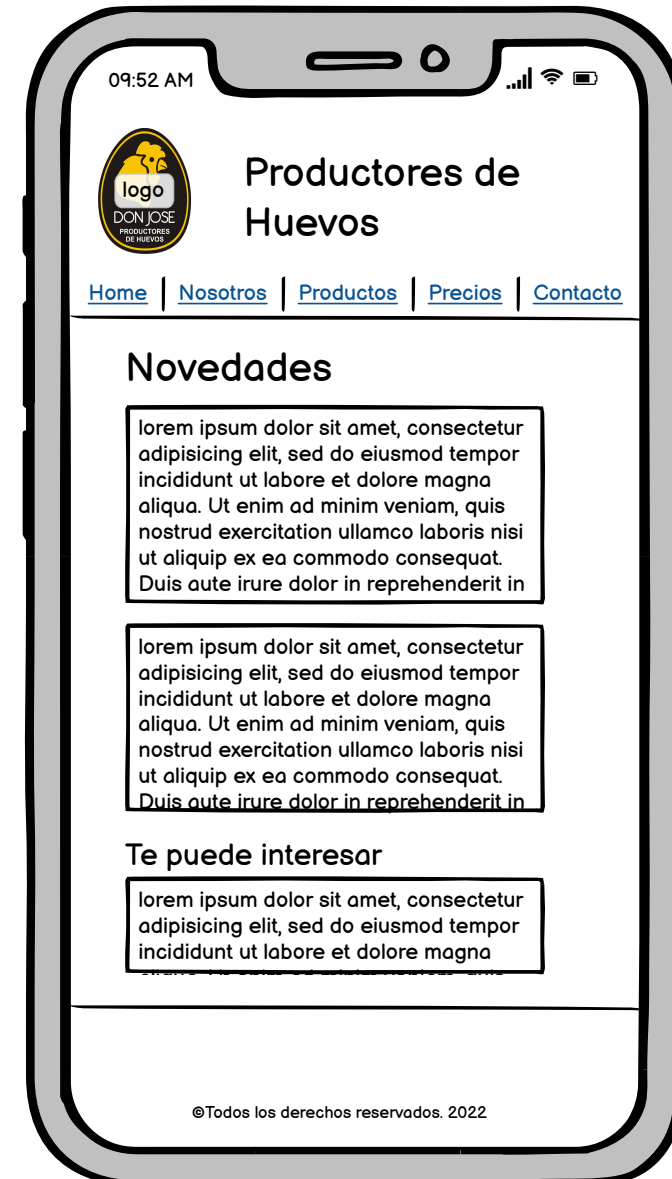 09:52 AM
logo
DON JOSE
PRODUCTORES
DE HUEVOS
Productores de
Huevos
Home | Nosotros | Productos | Precios | Contacto
Novedades
lorem ipsum dolor sit amet, consectetur
adipisicing elit, sed do eiusmod tempor
incididunt ut labore et dolore magna
aliqua. Ut enim ad minim veniam, quis
nostrud exercitation ullamco laboris nisi
ut aliquip ex ea commodo consequat.
Duis aute irure dolor in reprehenderit in
lorem ipsum dolor sit amet, consectetur
adipisicing elit, sed do eiusmod tempor
incididunt ut labore et dolore magna
aliqua. Ut enim ad minim veniam, quis
nostrud exercitation ullamco laboris nisi
ut aliquip ex ea commodo consequat.
Duis aute irure dolor in reprehenderit in
Te puede interesar
lorem ipsum dolor sit amet, consectetur
adipisicing elit, sed do eiusmod tempor
incididunt ut labore et dolore magna
©Todos los derechos reservados. 2022